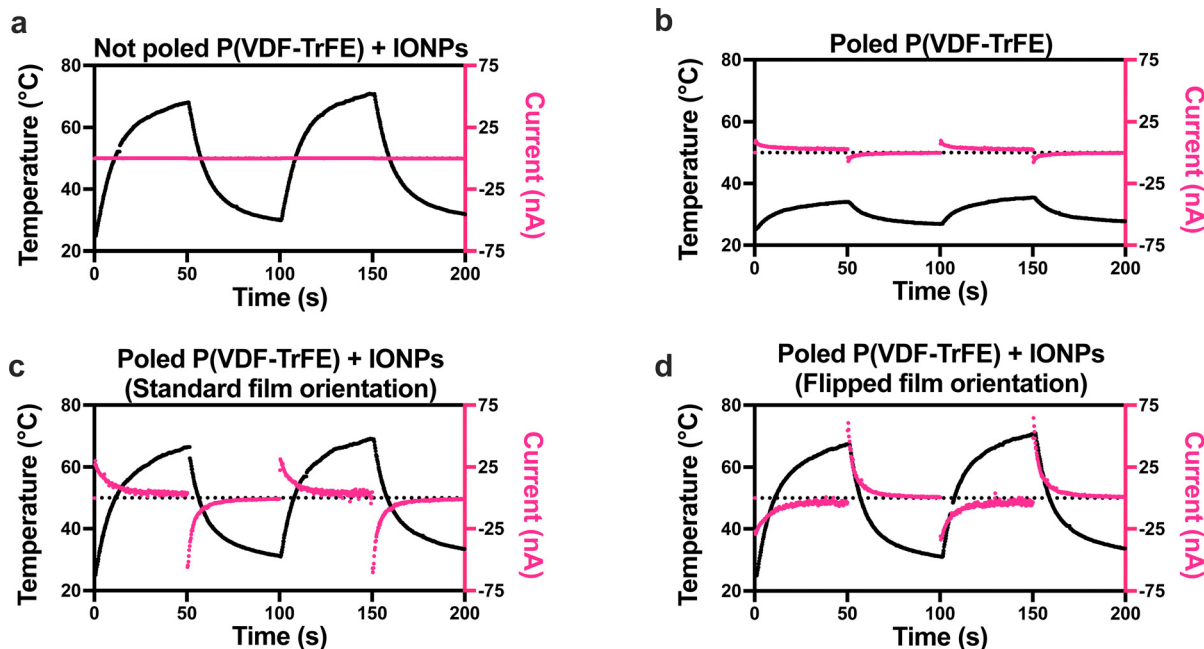 a
Not poled P(VDF-TrFE) + IONPs
80
60
40
20
Temperature (°C)
75
25
-25
-75
Current (nA)
0
50
100
150
200
Time (s)
b
Poled P(VDF-TrFE)
80
60
40
20
Temperature (°C)
75
25
-25
-75
Current (nA)
0
50
100
150
200
Time (s)
c
Poled P(VDF-TrFE) + IONPs
(Standard film orientation)
80
60
40
20
Temperature (°C)
75
25
-25
-75
Current (nA)
0
50
100
150
200
Time (s)
d
Poled P(VDF-TrFE) + IONPs
(Flipped film orientation)
80
60
40
20
Temperature (°C)
75
25
-25
-75
Current (nA)
0
50
100
150
200
Time (s)